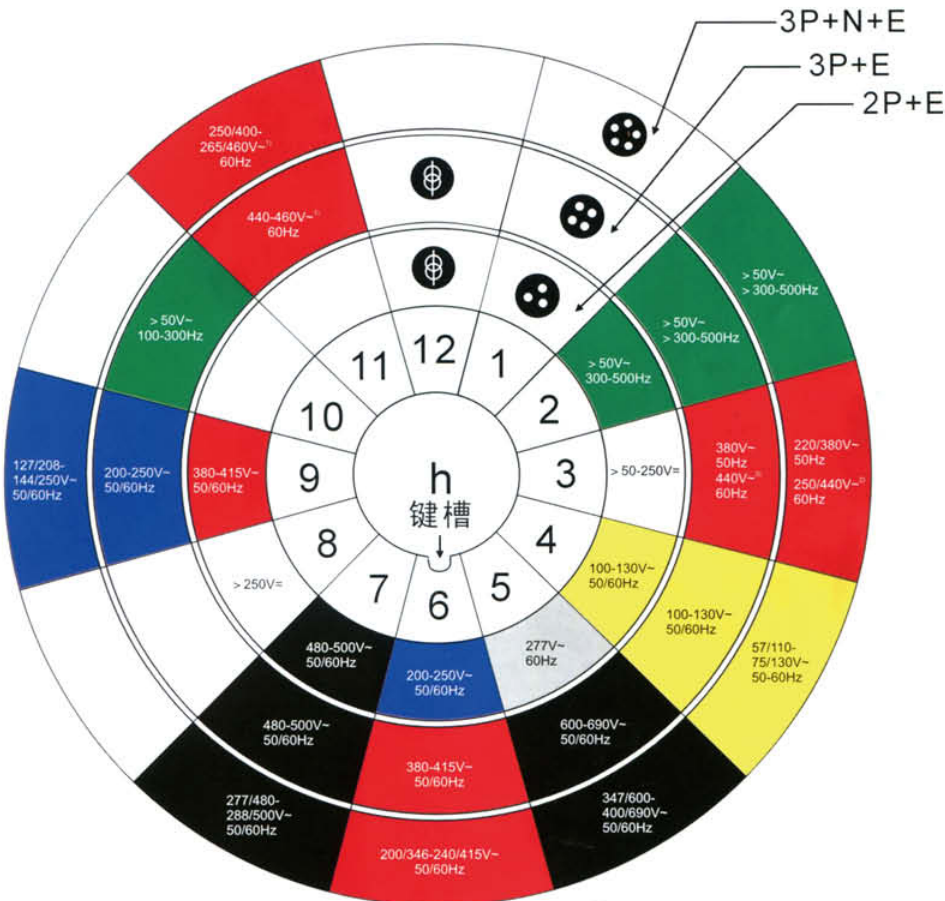 3P+N+E
3P+E
2P+E
250/400-
265/460V~¹⁾
60Hz
440-460V~¹⁾
60Hz
>50V~
100-300Hz
>50V~
>300-500Hz
>50V~
>300-500Hz
>50V~
300-500Hz
12
1
2
3
4
5
6
7
8
9
10
11
h
键槽
127/208-
144/250V~
50/60Hz
200-250V~
50/60Hz
380-415V~
50/60Hz
>50-250V=
380V~
50Hz
440V~²⁾
60Hz
220/380V~
50Hz
250/440V~²⁾
60Hz
>250V=
100-130V~
50/60Hz
100-130V~
50/60Hz
57/110-
75/130V~
50-60Hz
480-500V~
50/60Hz
200-250V~
50/60Hz
277V~
60Hz
480-500V~
50/60Hz
380-415V~
50/60Hz
600-690V~
50/60Hz
277/480-
288/500V~
50/60Hz
200/346-240/415V~
50/60Hz
347/600-
400/690V~
50/60Hz